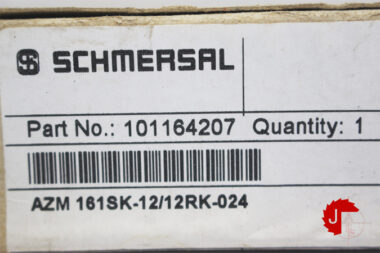 SCHMERSAL
Part No.: 101164207 Quantity: 1
AZM 161SK-12/12RK-024